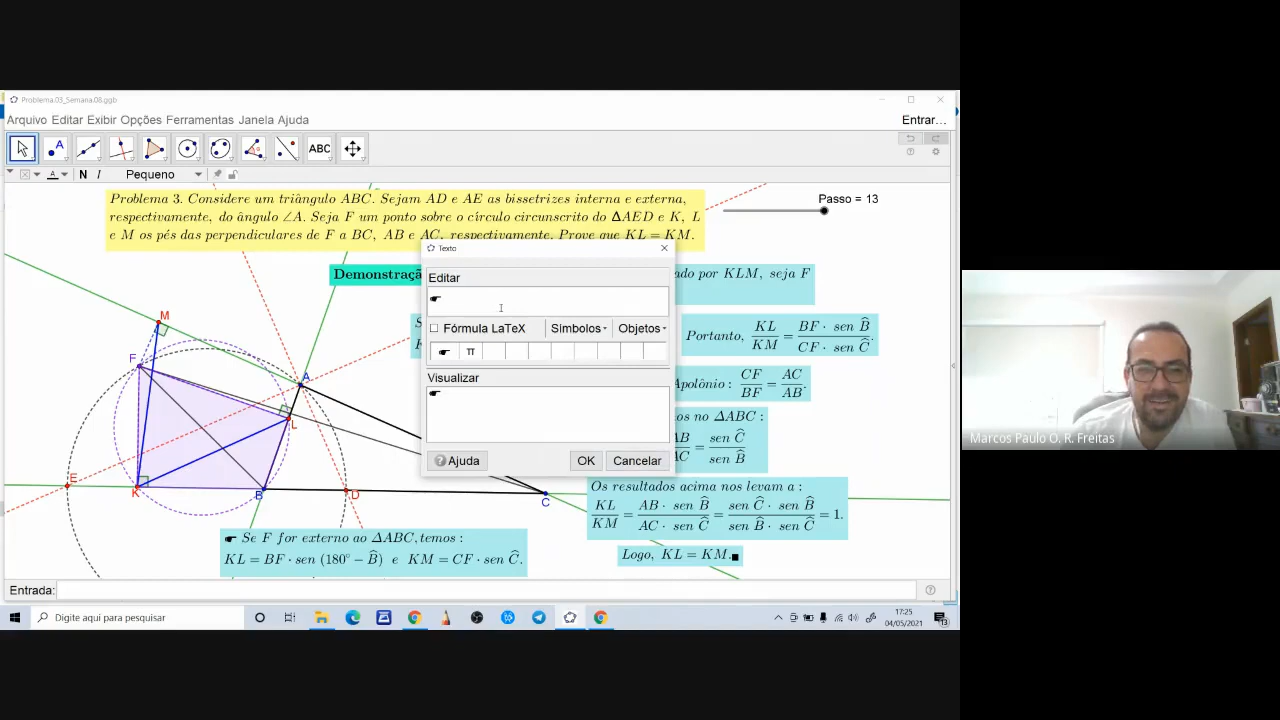 Problema.03_Semana.08.ggb
Arquivo Editar Exibir Opções Ferramentas Janela Ajuda
Entrar...
A
ABC
A
N
I
Pequeno
Problema 3. Considere um triângulo ABC. Sejam AD e AE as bissetrizes interna e externa,
respectivamente, do ângulo ∠A. Seja F um ponto sobre o círculo circunscrito do ΔAED e K, L
e M os pés das perpendiculares de F a BC, AB e AC, respectivamente. Prove que KL = KM.
Passo = 13
Demonstraçã
ado por KLM, seja F
Texto
Editar
☛
Fórmula LaTeX
Símbolos
Objetos
☛ π
Visualizar
☛
Ajuda
OK
Cancelar
Portanto, KL/KM = BF · sen B̂ / CF · sen Ĉ.
Apolônio : CF/BF = AC/AB.
os no ΔABC :
AB/AC = sen Ĉ / sen B̂
Os resultados acima nos levam a :
KL/KM = AB · sen B̂ / AC · sen Ĉ = sen Ĉ · sen B̂ / sen B̂ · sen Ĉ = 1.
Logo, KL = KM.■
☛ Se F for externo ao ΔABC, temos :
KL = BF · sen (180° − B̂) e KM = CF · sen Ĉ.
M
F
A
L
E
K
B
D
C
Entrada:
Digite aqui para pesquisar
17:25
04/05/2021
13
Marcos Paulo O. R. Freitas